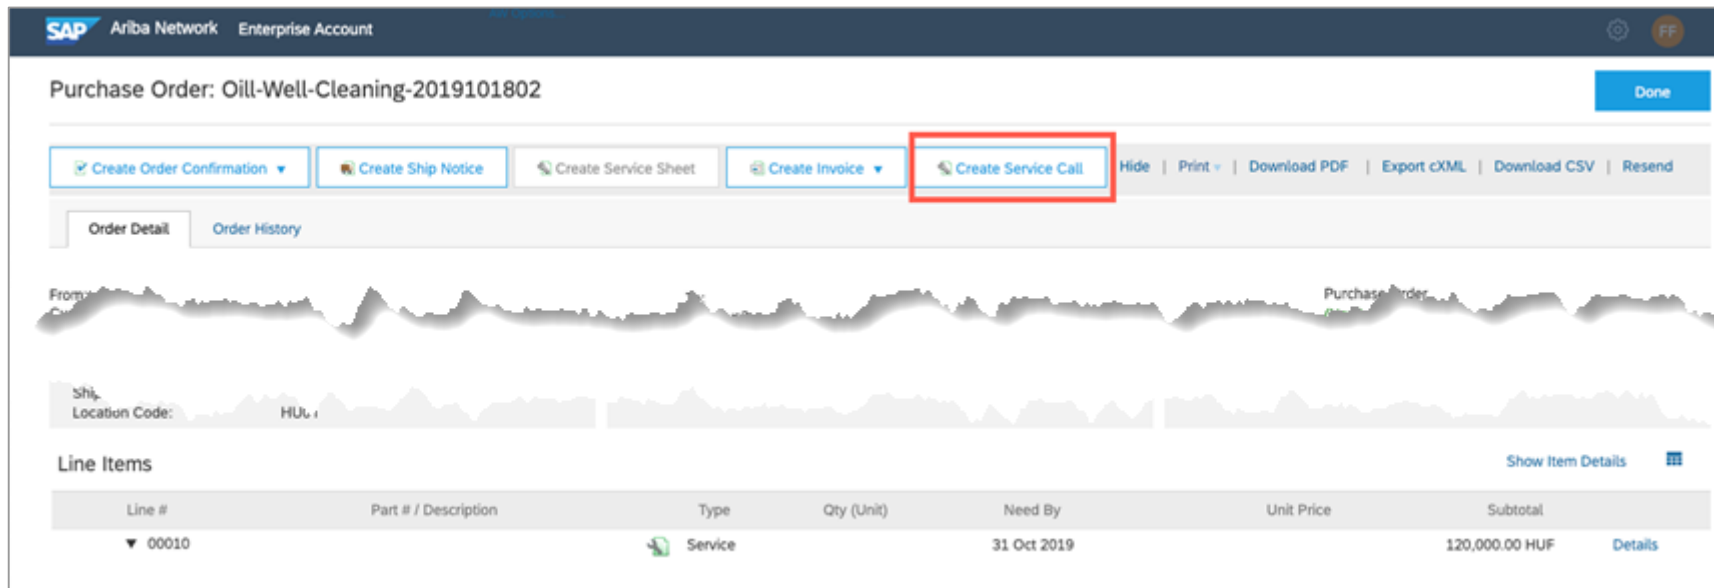 SAP Ariba Network Enterprise Account FF
Purchase Order: Oill-Well-Cleaning-2019101802
Done
Create Order Confirmation Create Ship Notice Create Service Sheet Create Invoice Create Service Call Hide | Print | Download PDF | Export cXML | Download CSV | Resend
Order Detail Order History
From:
Purchase Order
Location Code:
Line Items
Show Item Details
Line # Part # / Description Type Qty (Unit) Need By Unit Price Subtotal
00010 Service 31 Oct 2019 120,000.00 HUF Details